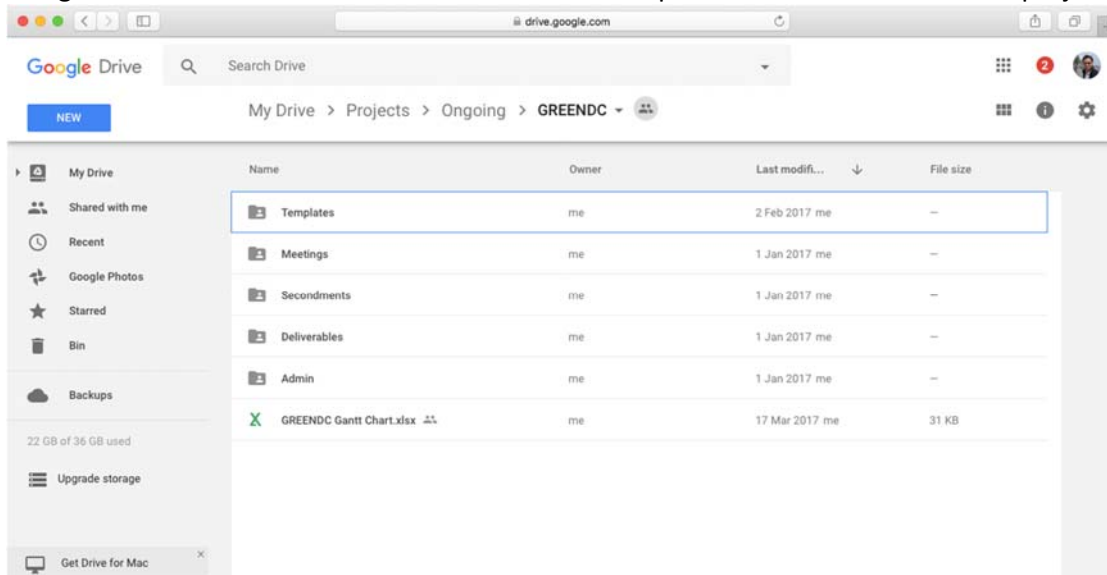 drive.google.com
Google Drive
Search Drive
2
NEW
My Drive > Projects > Ongoing > GREENDC
My Drive
Shared with me
Recent
Google Photos
Starred
Bin
Backups
22 GB of 36 GB used
Upgrade storage
Get Drive for Mac
Name Owner Last modifi... File size
Templates me 2 Feb 2017 me –
Meetings me 1 Jan 2017 me –
Secondments me 1 Jan 2017 me –
Deliverables me 1 Jan 2017 me –
Admin me 1 Jan 2017 me –
GREENDC Gantt Chart.xlsx me 17 Mar 2017 me 31 KB